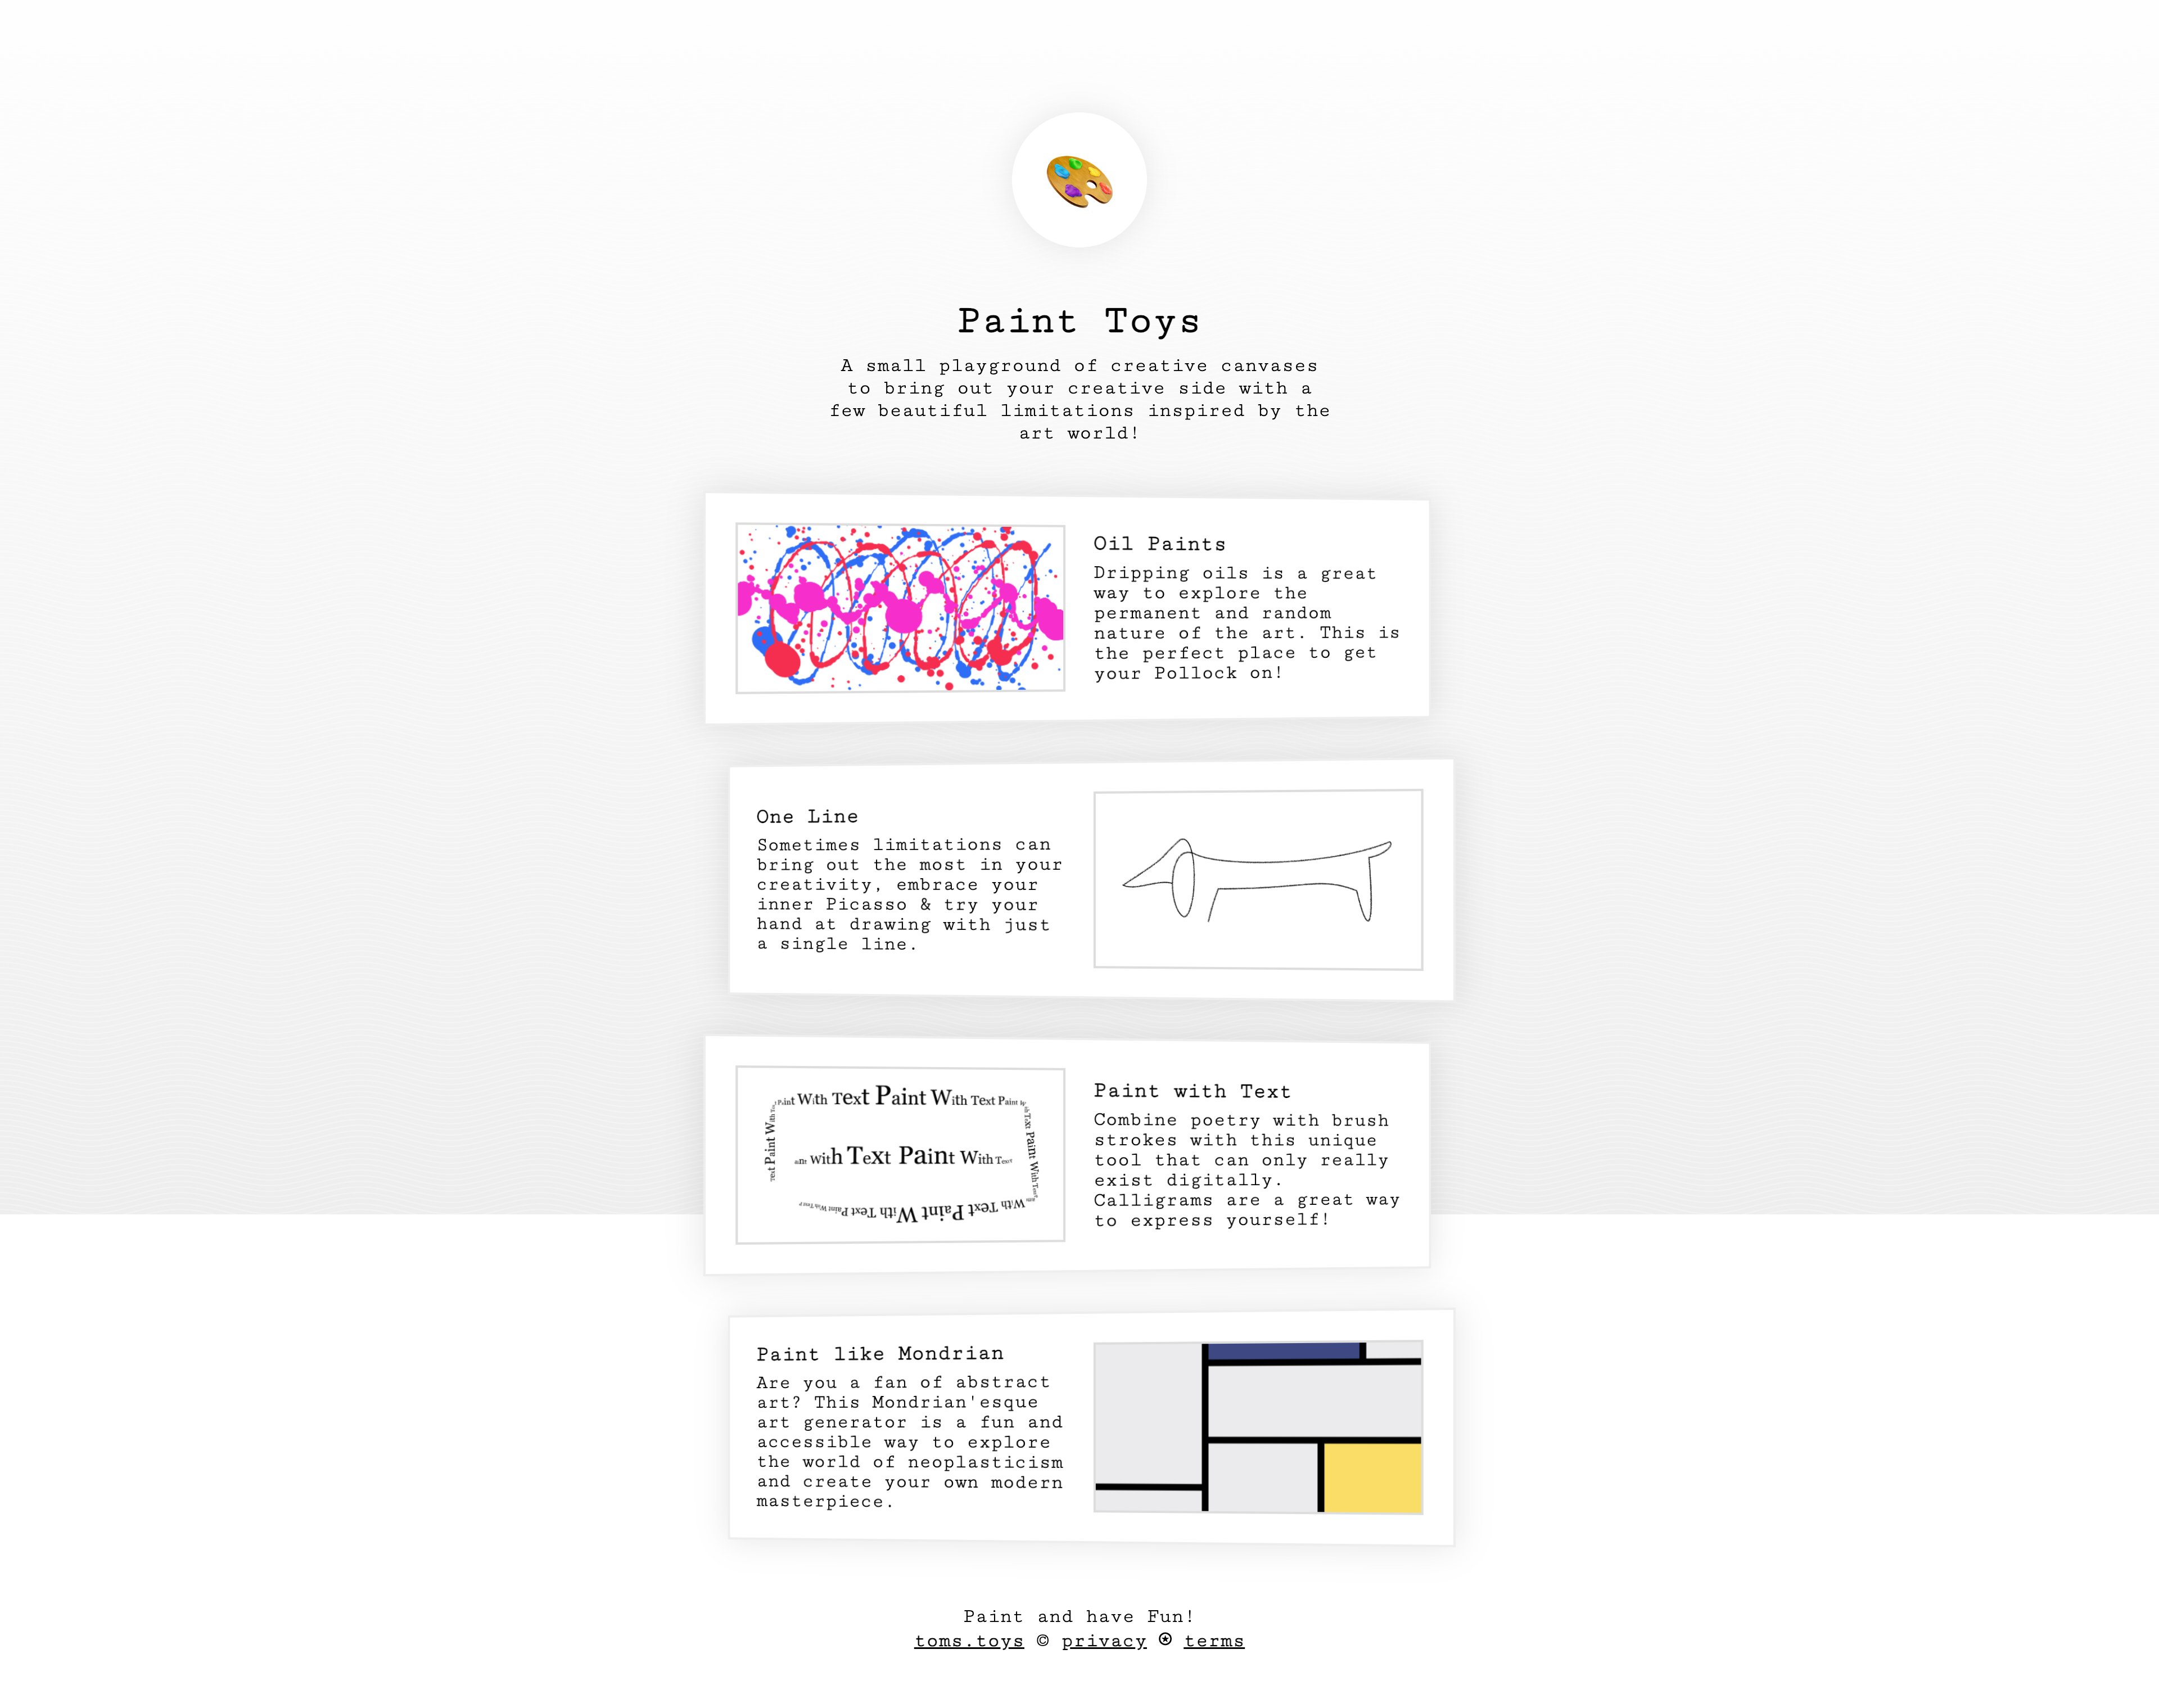 Paint Toys
A small playground of creative canvases
to bring out your creative side with a
few beautiful limitations inspired by the
art world!
Oil Paints
Dripping oils is a great
way to explore the
permanent and random
nature of the art. This is
the perfect place to get
your Pollock on!
One Line
Sometimes limitations can
bring out the most in your
creativity, embrace your
inner Picasso & try your
hand at drawing with just
a single line.
Paint With Text Paint With Text Paint
Text Paint With
Text Paint With Text
With Text Paint With Text
With Text Paint With Text Paint With Text P
Paint with Text
Combine poetry with brush
strokes with this unique
tool that can only really
exist digitally.
Calligrams are a great way
to express yourself!
Paint like Mondrian
Are you a fan of abstract
art? This Mondrian'esque
art generator is a fun and
accessible way to explore
the world of neoplasticism
and create your own modern
masterpiece.
Paint and have Fun!
toms.toys © privacy ⍟ terms